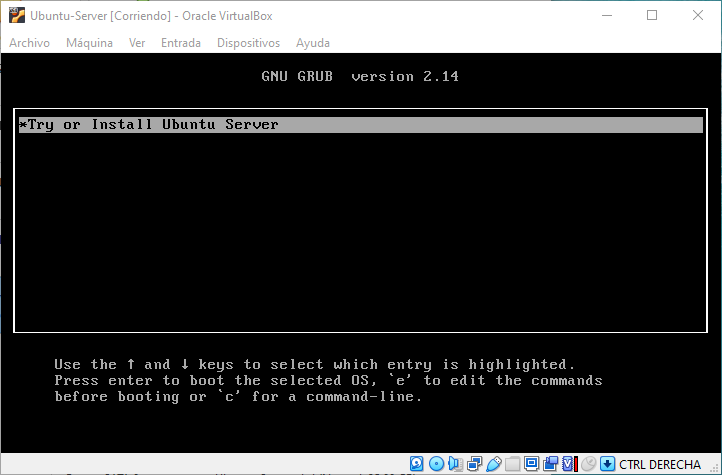 Ubuntu-Server [Corriendo] - Oracle VirtualBox
Archivo Máquina Ver Entrada Dispositivos Ayuda
GNU GRUB version 2.14
*Try or Install Ubuntu Server
Use the ↑ and ↓ keys to select which entry is highlighted.
Press enter to boot the selected OS, `e' to edit the commands
before booting or `c' for a command-line.
CTRL DERECHA